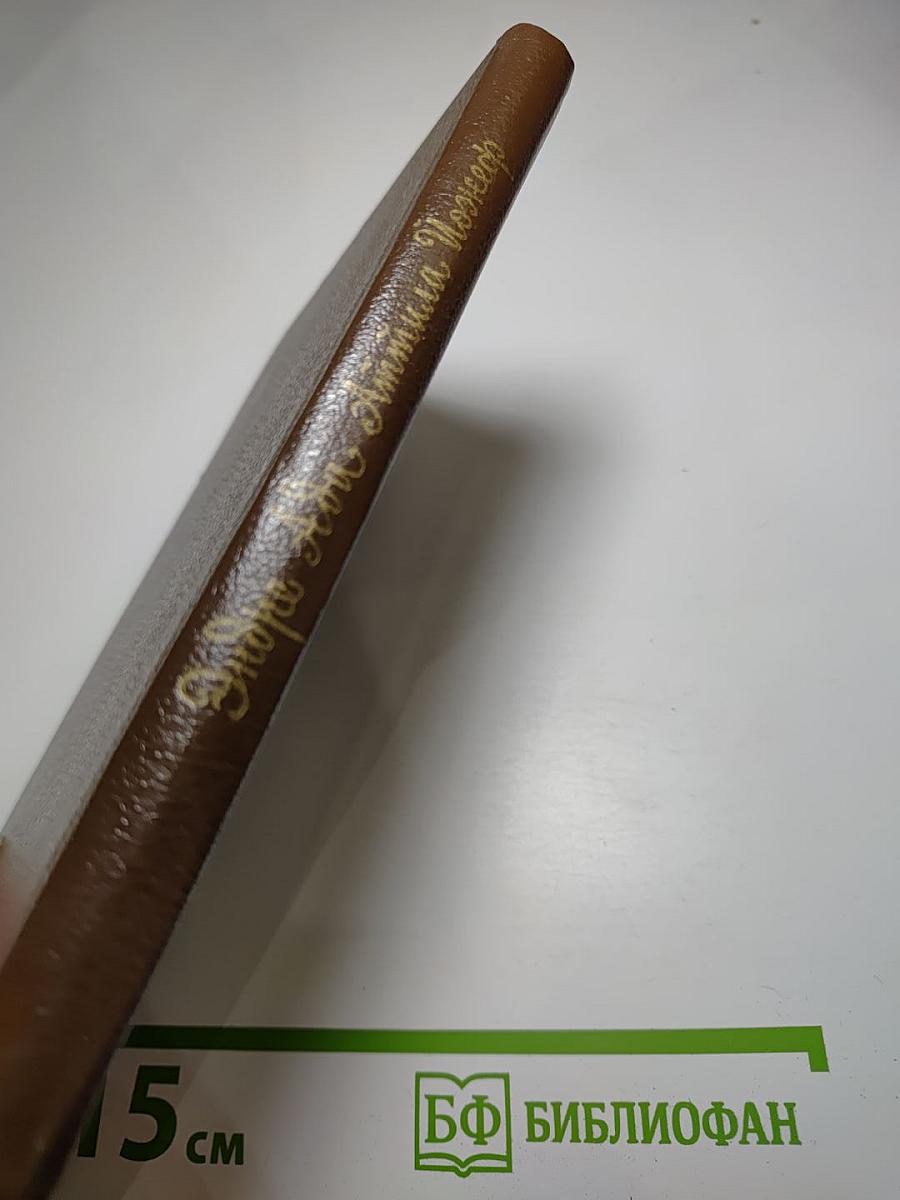 Эндре Ади Аттила Йожеф
15 см
БФ БИБЛИОФАН